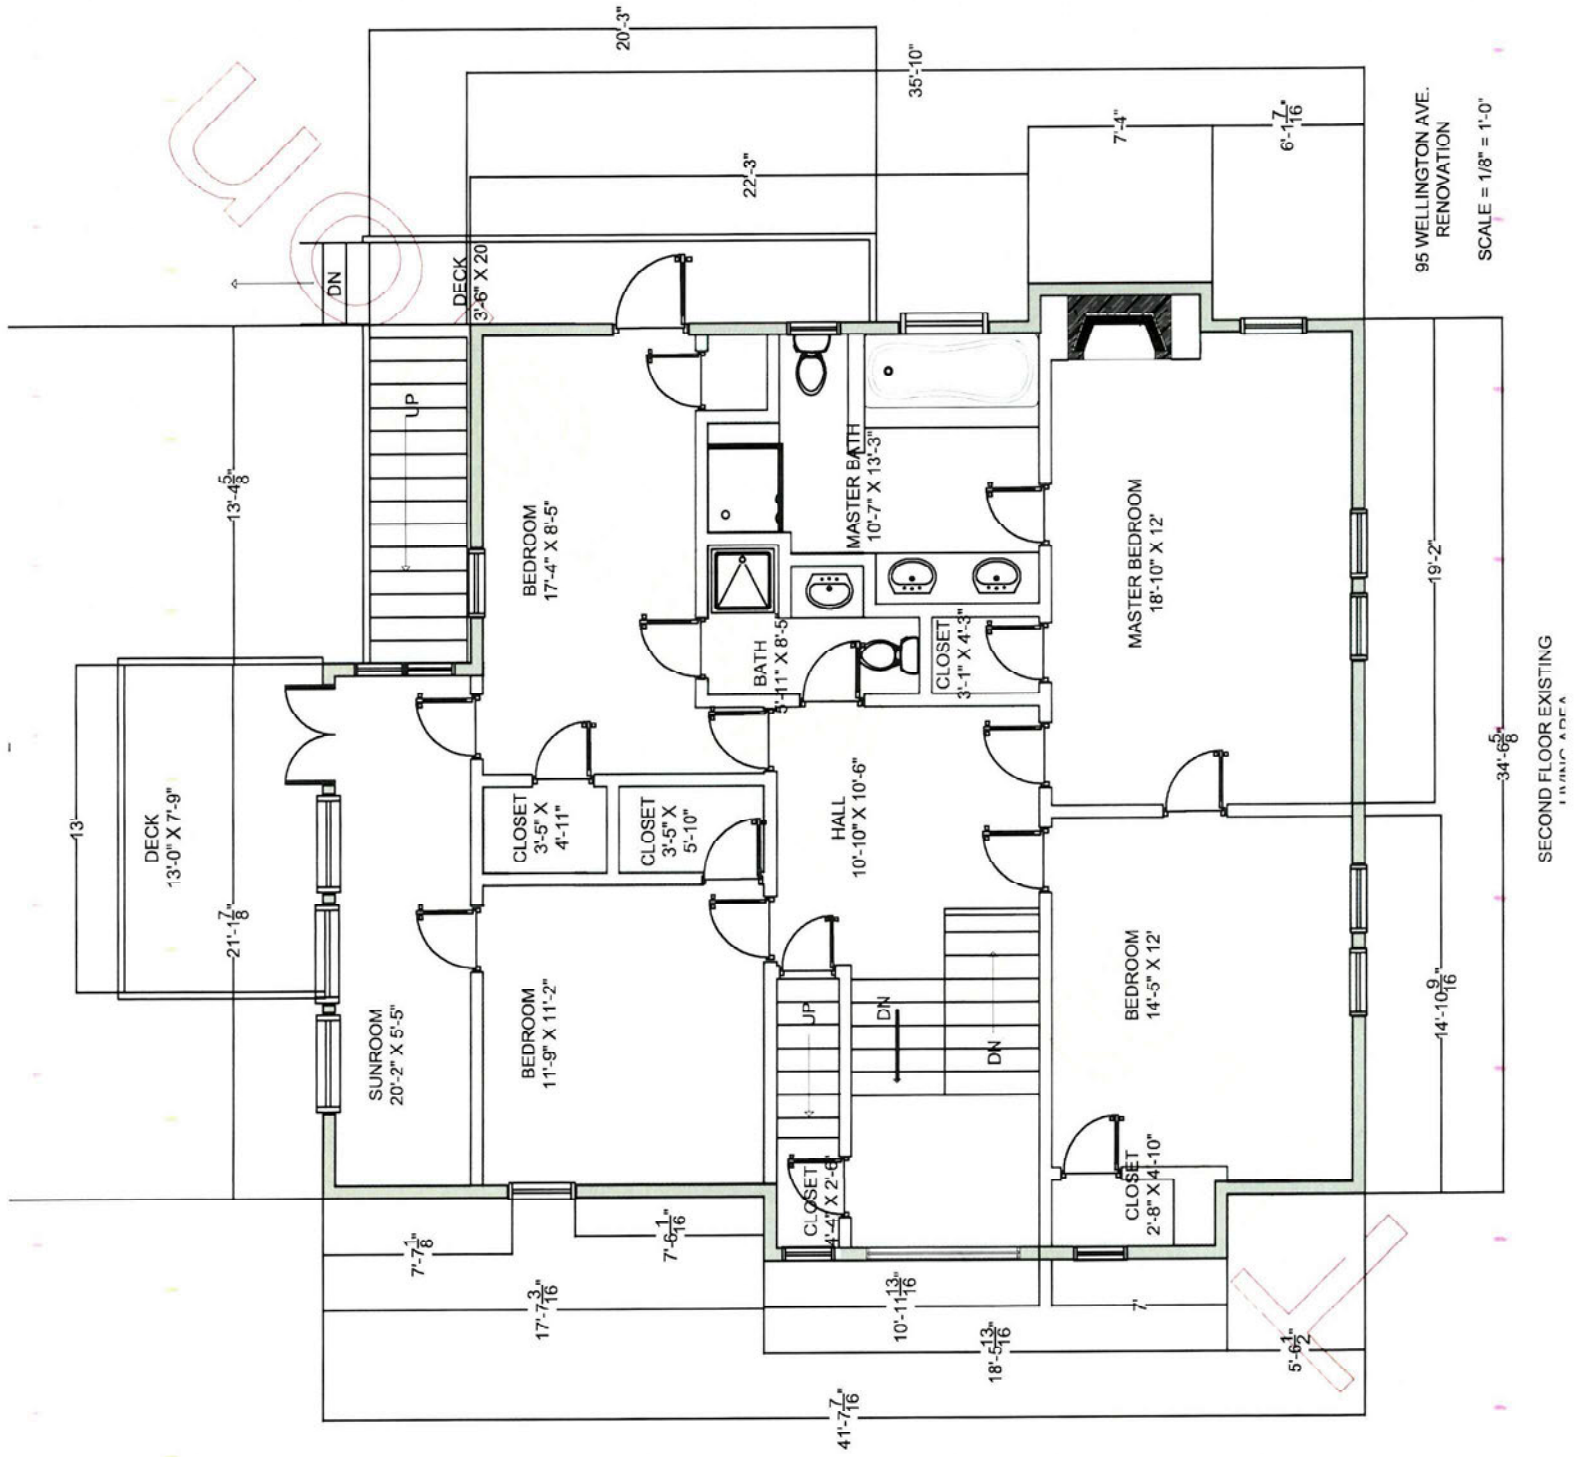 20'-3"
35'-10"
22'-3"
7'-4"
6'-1 7/16"
95 WELLINGTON AVE.
RENOVATION
SCALE = 1/8" = 1'-0"
DN
DECK
3'-6" X 20
UP
13'-4 5/8"
BEDROOM
17'-4" X 8'-5"
MASTER BATH
10'-7" X 13'-3"
MASTER BEDROOM
18'-10" X 12'
19'-2"
BATH
5'-11" X 8'-5
CLOSET
3'-1" X 4'-3"
13'
DECK
13'-0" X 7'-9"
21'-1 7/8"
CLOSET
3'-5" X
4'-11"
CLOSET
3'-5" X
5'-10"
HALL
10'-10" X 10'-6"
34'-6 5/8"
SECOND FLOOR EXISTING
LIVING AREA
SUNROOM
20'-2" X 5'-5"
BEDROOM
11'-9" X 11'-2"
UP
DN
DN
BEDROOM
14'-5" X 12'
14'-10 9/16"
CLOSET
4'-4" X 2'-6"
CLOSET
2'-8" X 4'-10"
7'-7 1/8"
7'-6 1/16"
17'-7 3/16"
10'-11 13/16"
7'
18'-5 13/16"
5'-6 1/2"
41'-7 7/16"